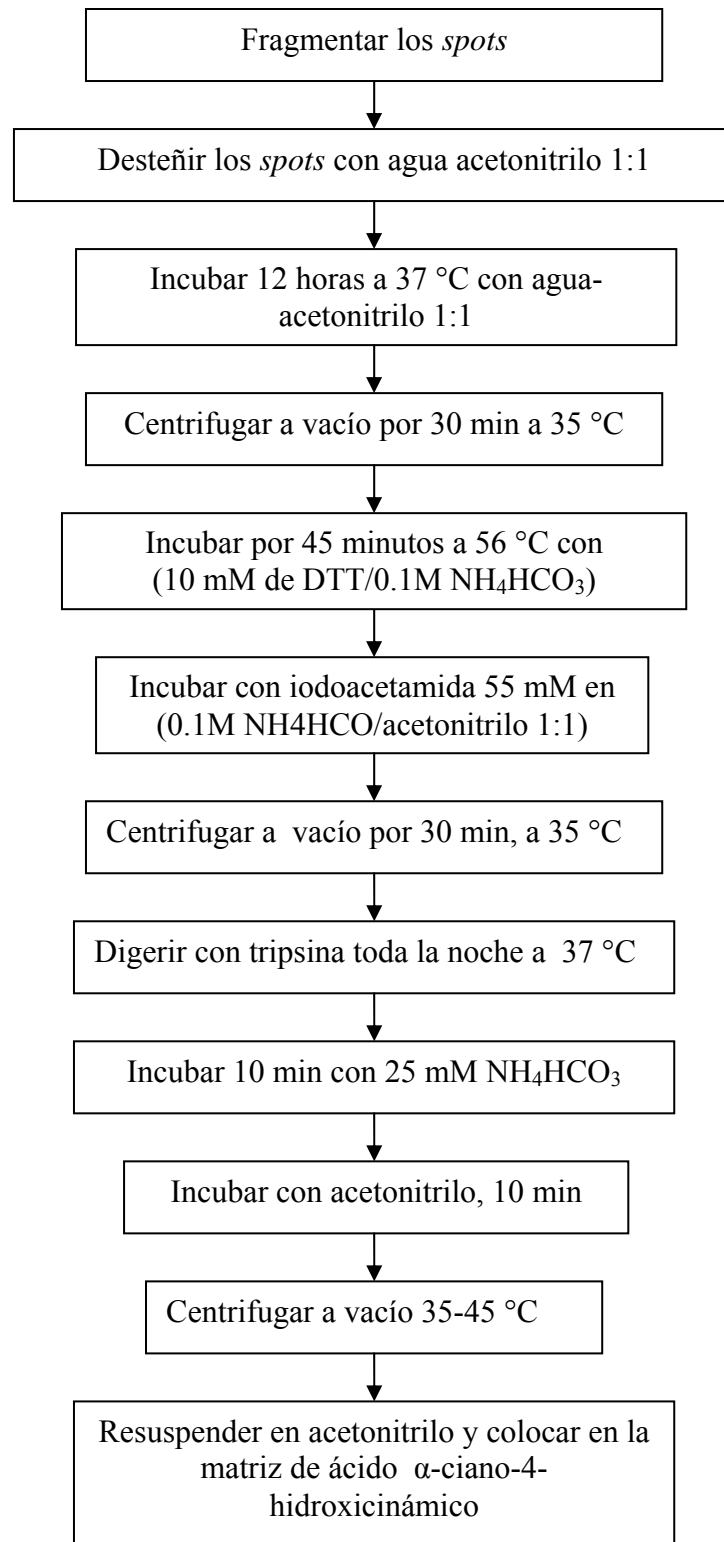 Fragmentar los spots
Desteñir los spots con agua acetonitrilo 1:1
Incubar 12 horas a 37 °C con agua-
acetonitrilo 1:1
Centrifugar a vacío por 30 min a 35 °C
Incubar por 45 minutos a 56 °C con
(10 mM de DTT/0.1M NH₄HCO₃)
Incubar con iodoacetamida 55 mM en
(0.1M NH4HCO/acetonitrilo 1:1)
Centrifugar a vacío por 30 min, a 35 °C
Digerir con tripsina toda la noche a 37 °C
Incubar 10 min con 25 mM NH₄HCO₃
Incubar con acetonitrilo, 10 min
Centrifugar a vacío 35-45 °C
Resuspender en acetonitrilo y colocar en la
matriz de ácido α-ciano-4-
hidroxicinámico